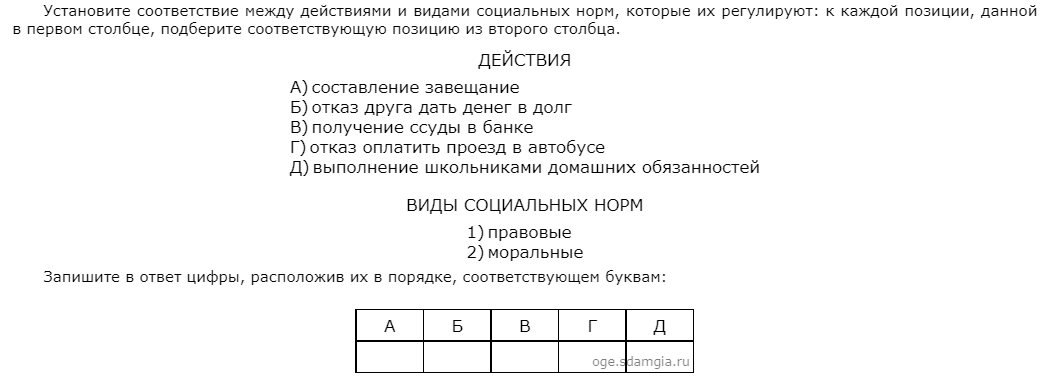 Установите соответствие между действиями и видами социальных норм, которые их регулируют: к каждой позиции, данной
в первом столбце, подберите соответствующую позицию из второго столбца.
ДЕЙСТВИЯ
А) составление завещание
Б) отказ друга дать денег в долг
В) получение ссуды в банке
Г) отказ оплатить проезд в автобусе
Д) выполнение школьниками домашних обязанностей
ВИДЫ СОЦИАЛЬНЫХ НОРМ
1) правовые
2) моральные
Запишите в ответ цифры, расположив их в порядке, соответствующем буквам:
А Б В Г Д
oge.sdamgia.ru